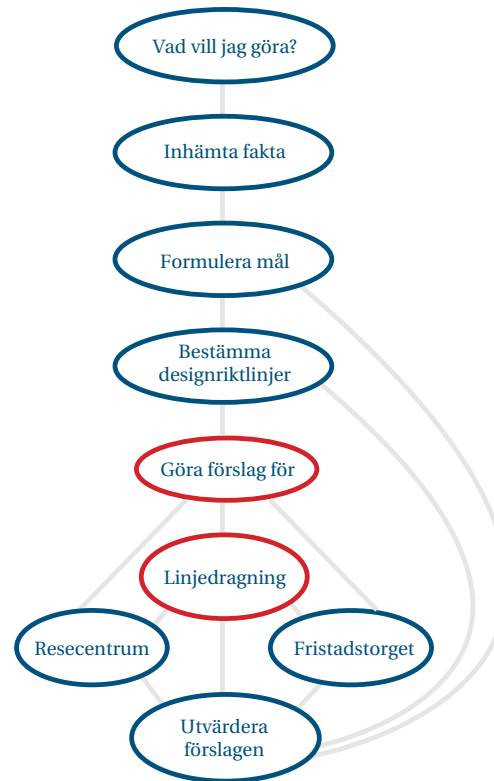 Vad vill jag göra?
Inhämta fakta
Formulera mål
Bestämma
designriktlinjer
Göra förslag för
Linjedragning
Resecentrum
Fristadstorget
Utvärdera
förslagen